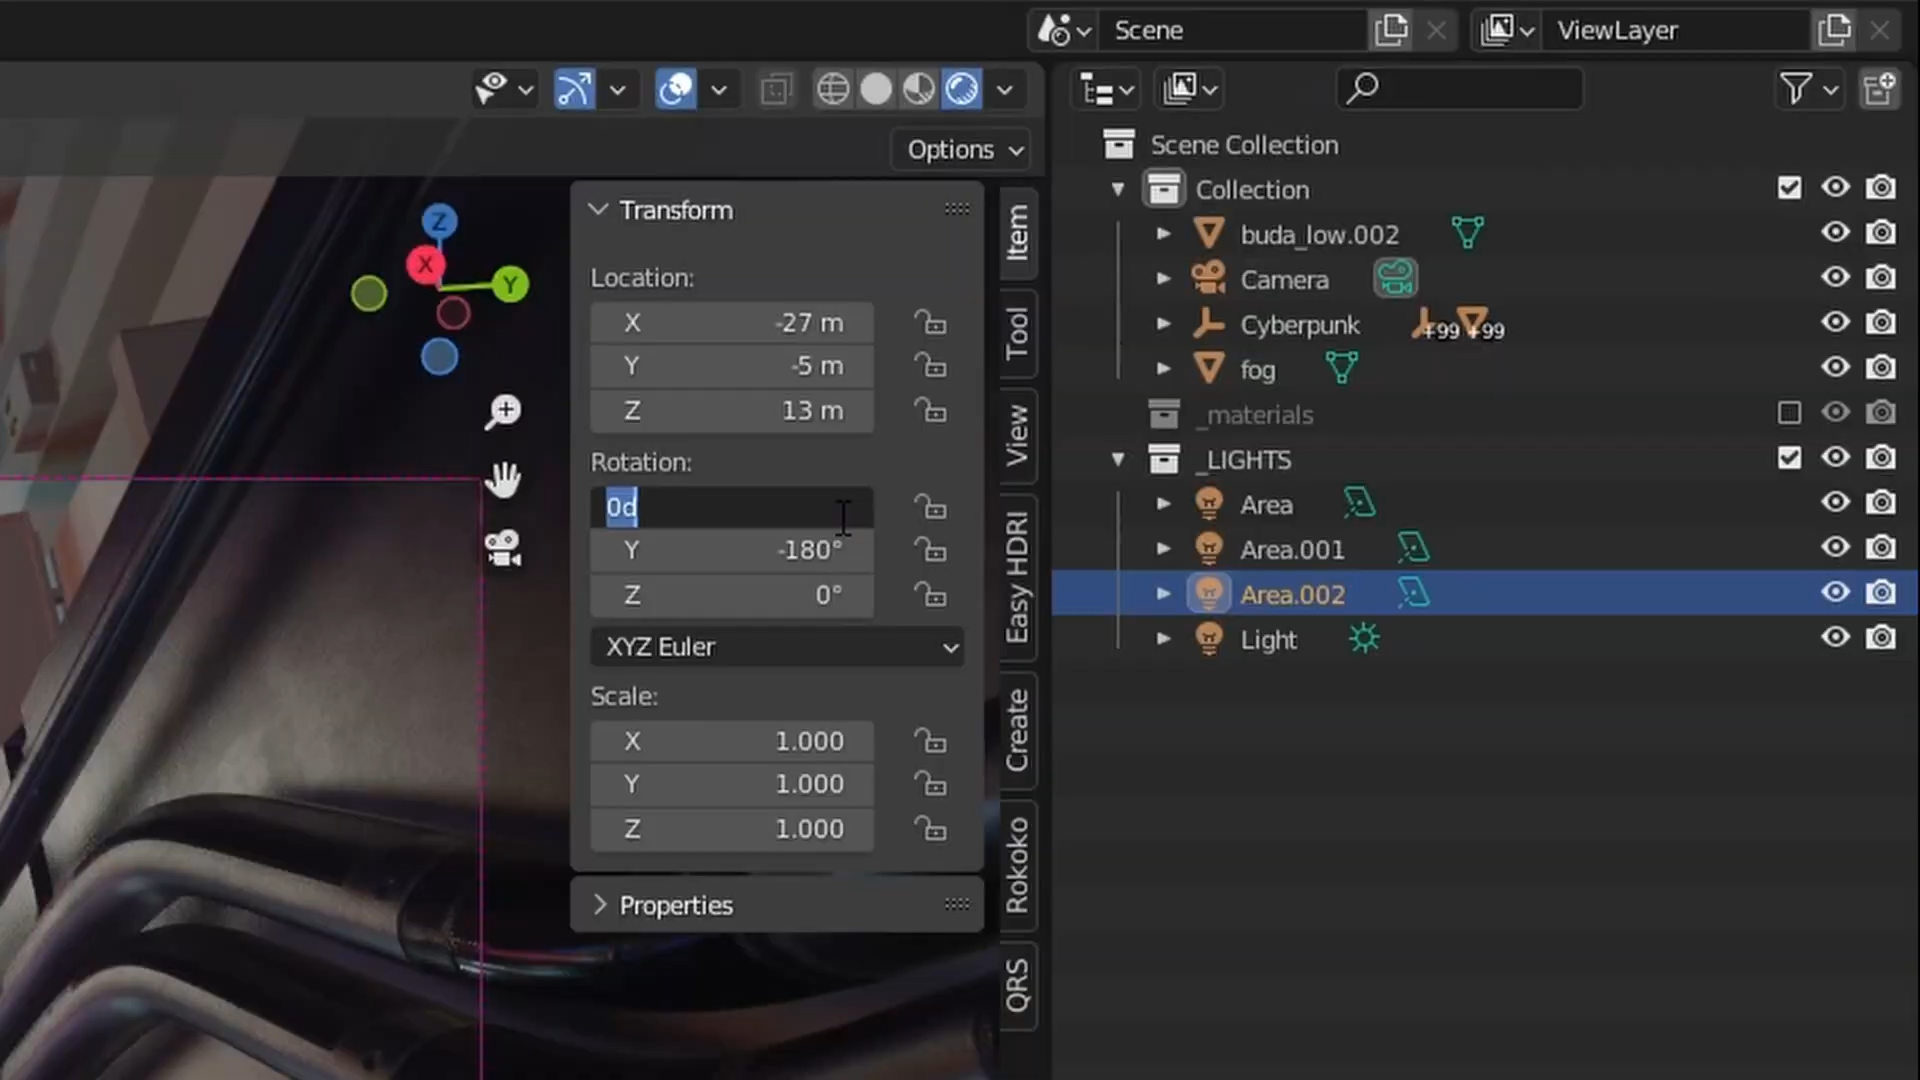 Scene
ViewLayer
Options
Scene Collection
Collection
buda_low.002
Camera
Cyberpunk +99 +99
fog
_materials
_LIGHTS
Area
Area.001
Area.002
Light
Z
X
Y
Transform
Location:
X -27 m
Y -5 m
Z 13 m
Rotation:
0d
Y -180°
Z 0°
XYZ Euler
Scale:
X 1.000
Y 1.000
Z 1.000
Properties
Item
Tool
View
Easy HDRI
Create
Rokoko
QRS